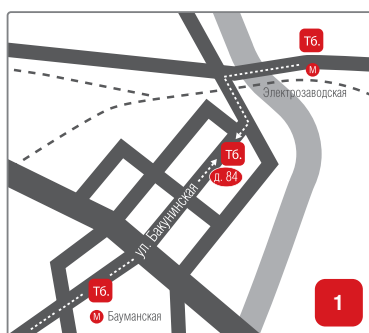 Тб.
М
Электрозаводская
Тб.
д. 84
ул. Бакунинская
Тб.
М Бауманская
1